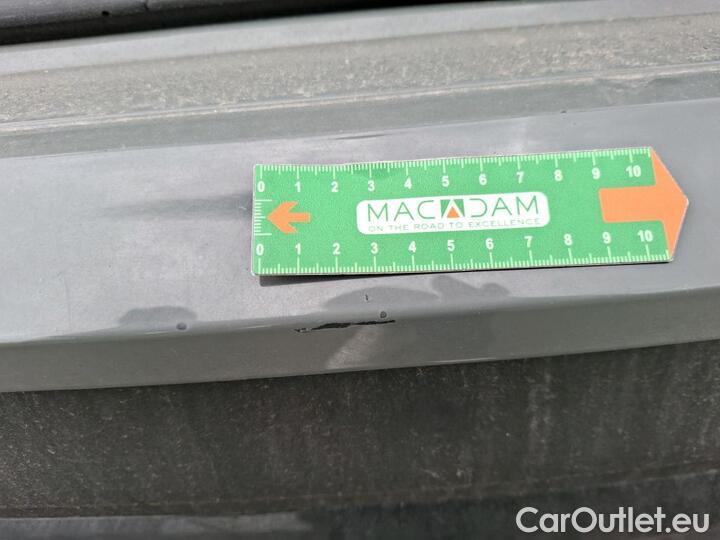 0 1 2 3 4 5 6 7 8 9 10
MACADAM
ON THE ROAD TO EXCELLENCE
0 1 2 3 4 5 6 7 8 9 10
CarOutlet.eu